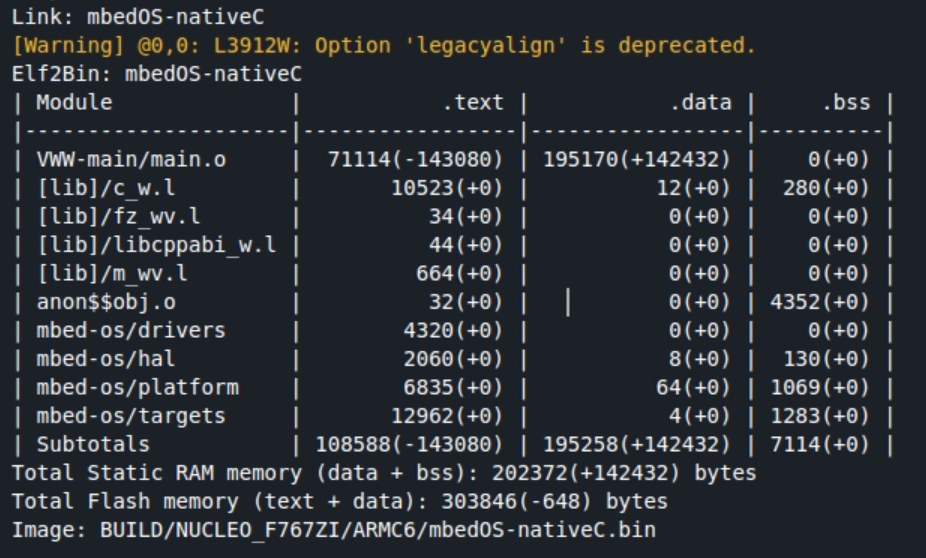 Link: mbedOS-nativeC
[Warning] @0,0: L3912W: Option 'legacyalign' is deprecated.
Elf2Bin: mbedOS-nativeC
| Module              |           .text |           .data |     .bss |
|---------------------|-----------------|-----------------|----------|
| VWW-main/main.o     |  71114(-143080) | 195170(+142432) |    0(+0) |
| [lib]/c_w.l         |       10523(+0) |          12(+0) |  280(+0) |
| [lib]/fz_wv.l       |          34(+0) |           0(+0) |    0(+0) |
| [lib]/libcppabi_w.l |          44(+0) |           0(+0) |    0(+0) |
| [lib]/m_wv.l        |         664(+0) |           0(+0) |    0(+0) |
| anon$$obj.o         |          32(+0) |           0(+0) | 4352(+0) |
| mbed-os/drivers     |        4320(+0) |           0(+0) |    0(+0) |
| mbed-os/hal         |        2060(+0) |           8(+0) |  130(+0) |
| mbed-os/platform    |        6835(+0) |          64(+0) | 1069(+0) |
| mbed-os/targets     |       12962(+0) |           4(+0) | 1283(+0) |
| Subtotals           | 108588(-143080) | 195258(+142432) | 7114(+0) |
Total Static RAM memory (data + bss): 202372(+142432) bytes
Total Flash memory (text + data): 303846(-648) bytes
Image: BUILD/NUCLEO_F767ZI/ARMC6/mbedOS-nativeC.bin